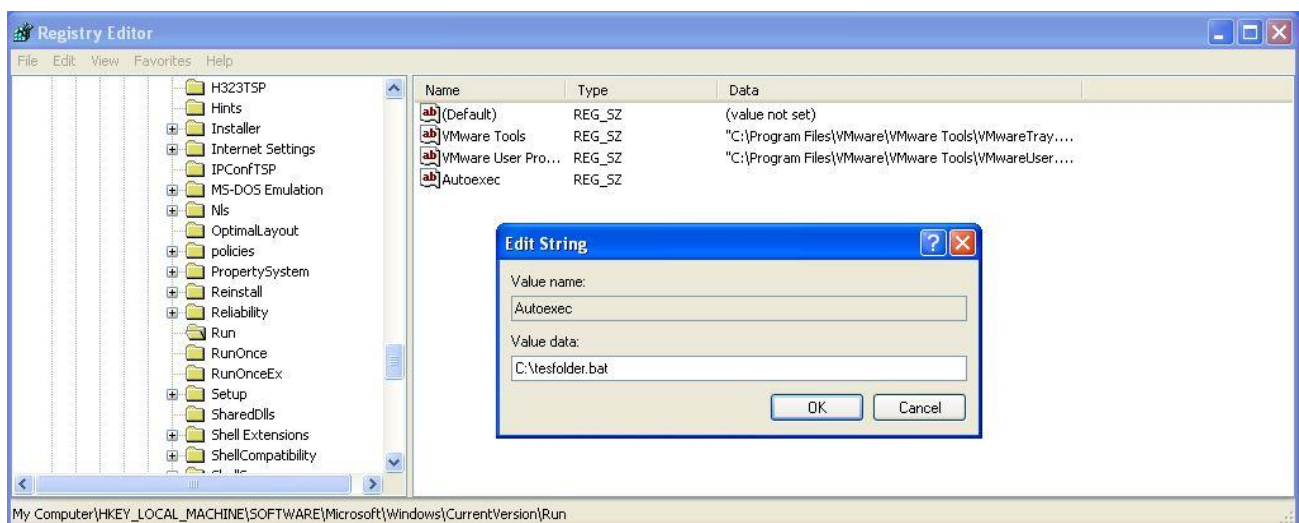 Registry Editor
File Edit View Favorites Help
H323TSP
Hints
Installer
Internet Settings
IPConfTSP
MS-DOS Emulation
Nls
OptimalLayout
policies
PropertySystem
Reinstall
Reliability
Run
RunOnce
RunOnceEx
Setup
SharedDlls
Shell Extensions
ShellCompatibility
Name Type Data
ab (Default) REG_SZ (value not set)
ab VMware Tools REG_SZ "C:\Program Files\VMware\VMware Tools\VMwareTray....
ab VMware User Pro... REG_SZ "C:\Program Files\VMware\VMware Tools\VMwareUser....
ab Autoexec REG_SZ
Edit String
Value name:
Autoexec
Value data:
C:\tesfolder.bat
OK Cancel
My Computer\HKEY_LOCAL_MACHINE\SOFTWARE\Microsoft\Windows\CurrentVersion\Run